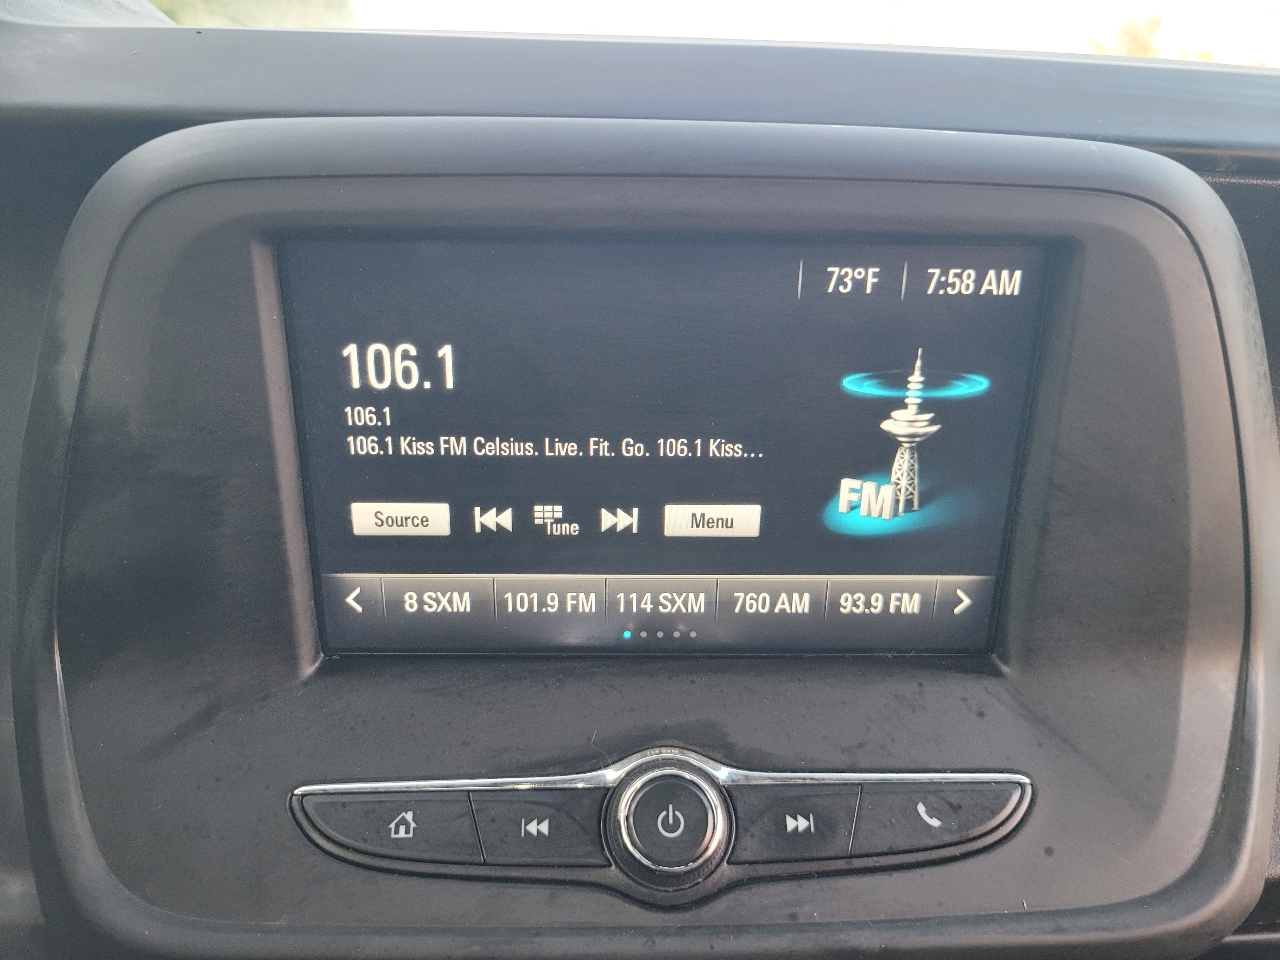 73°F 7:58 AM
106.1
106.1
106.1 Kiss FM Celsius. Live. Fit. Go. 106.1 Kiss...
FM
Source Tune Menu
8 SXM 101.9 FM 114 SXM 760 AM 93.9 FM